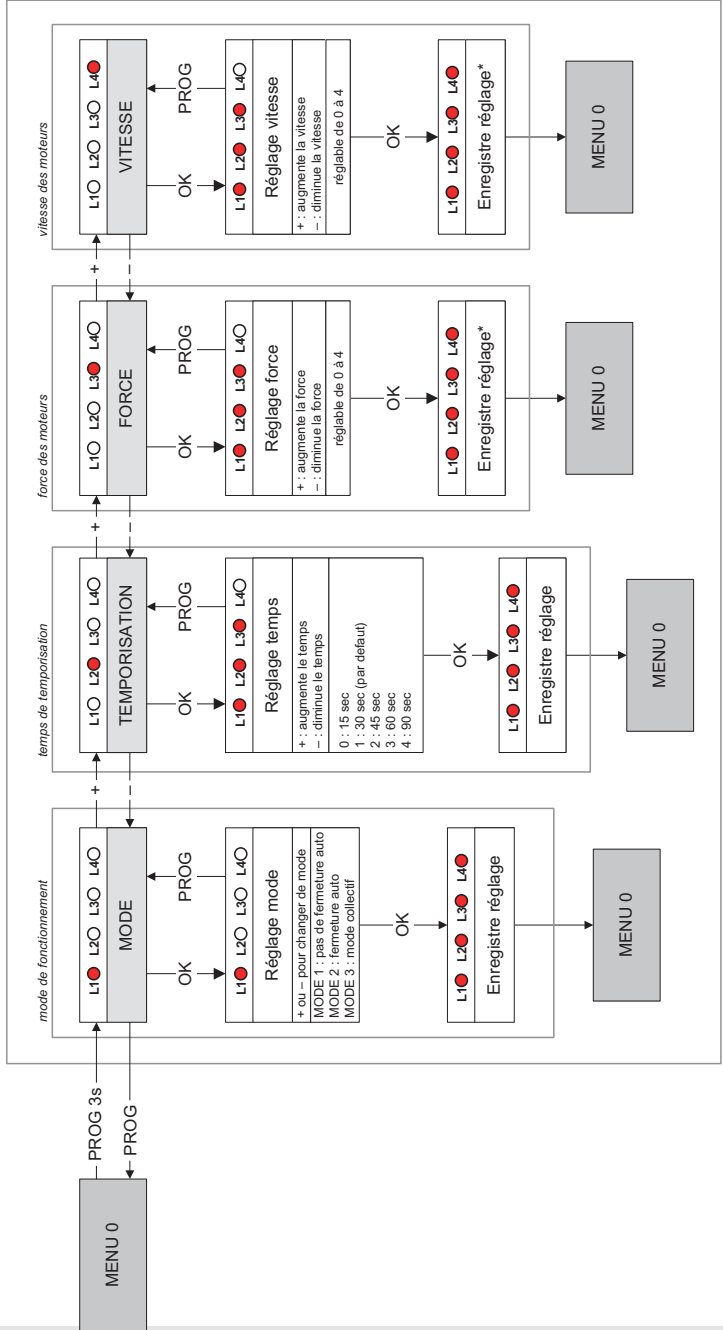 MENU 0
PROG 3s
PROG
mode de fonctionnement
L1 L2 L3 L4
MODE
OK
PROG
L1 L2 L3 L4
Réglage mode
+ ou – pour changer de mode
MODE 1 : pas de fermeture auto
MODE 2 : fermeture auto
MODE 3 : mode collectif
OK
L1 L2 L3 L4
Enregistre réglage
MENU 0
+
–
temps de temporisation
L1 L2 L3 L4
TEMPORISATION
OK
PROG
L1 L2 L3 L4
Réglage temps
+ : augmente le temps
– : diminue le temps
0 : 15 sec
1 : 30 sec (par defaut)
2 : 45 sec
3 : 60 sec
4 : 90 sec
OK
L1 L2 L3 L4
Enregistre réglage
MENU 0
+
–
force des moteurs
L1 L2 L3 L4
FORCE
OK
PROG
L1 L2 L3 L4
Réglage force
+ : augmente la force
– : diminue la force
réglable de 0 à 4
OK
L1 L2 L3 L4
Enregistre réglage*
MENU 0
+
–
vitesse des moteurs
L1 L2 L3 L4
VITESSE
OK
PROG
L1 L2 L3 L4
Réglage vitesse
+ : augmente la vitesse
– : diminue la vitesse
réglable de 0 à 4
OK
L1 L2 L3 L4
Enregistre réglage*
MENU 0